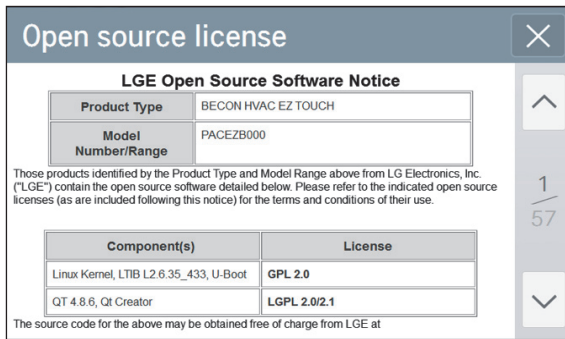 Open source license
LGE Open Source Software Notice
Product Type BECON HVAC EZ TOUCH
Model
Number/Range PACEZB000
Those products identified by the Product Type and Model Range above from LG Electronics, Inc.
("LGE") contain the open source software detailed below. Please refer to the indicated open source
licenses (as are included following this notice) for the terms and conditions of their use.
1
57
Component(s) License
Linux Kernel, LTIB L2.6.35_433, U-Boot GPL 2.0
QT 4.8.6, Qt Creator LGPL 2.0/2.1
The source code for the above may be obtained free of charge from LGE at